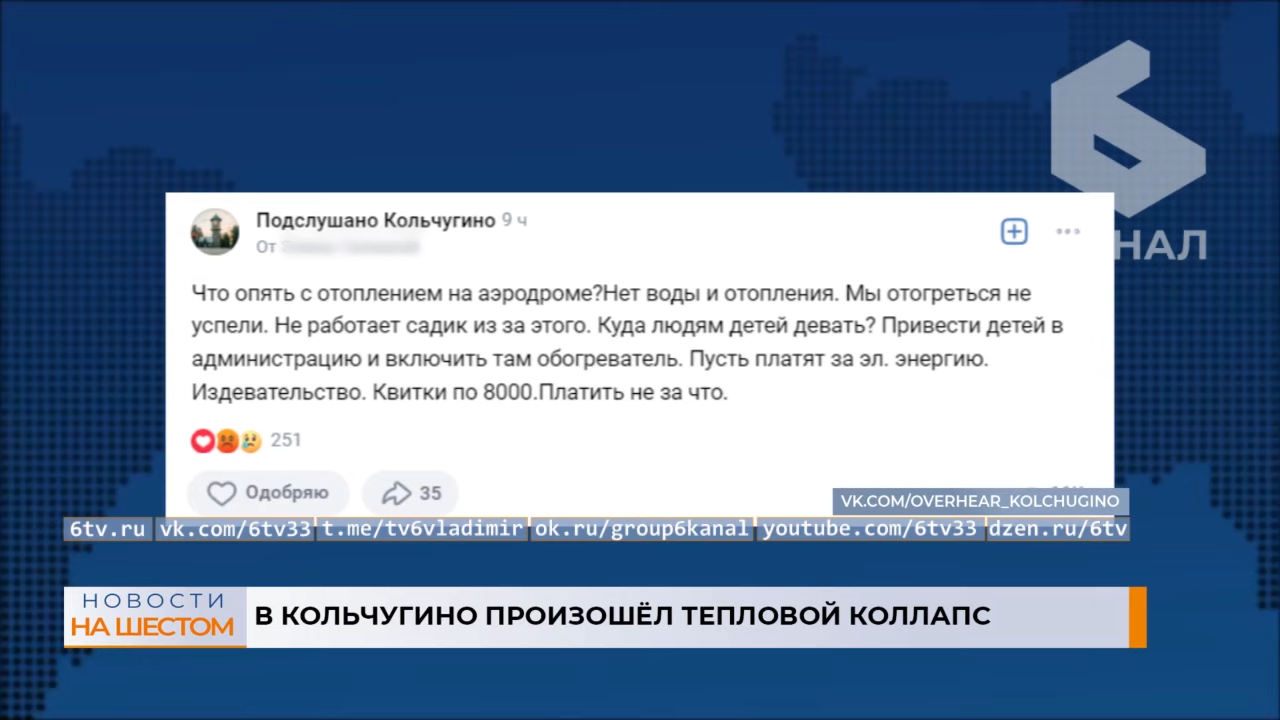 Подслушано Кольчугино 9 ч
От
НАЛ
Что опять с отоплением на аэродроме?Нет воды и отопления. Мы отогреться не
успели. Не работает садик из за этого. Куда людям детей девать? Привести детей в
администрацию и включить там обогреватель. Пусть платят за эл. энергию.
Издевательство. Квитки по 8000.Платить не за что.
251
Одобряю
35
VK.COM/OVERHEAR_KOLCHUGINO
6tv.ru vk.com/6tv33 t.me/tv6vladimir ok.ru/group6kanal youtube.com/6tv33 dzen.ru/6tv
НОВОСТИ
НА ШЕСТОМ
В КОЛЬЧУГИНО ПРОИЗОШЁЛ ТЕПЛОВОЙ КОЛЛАПС